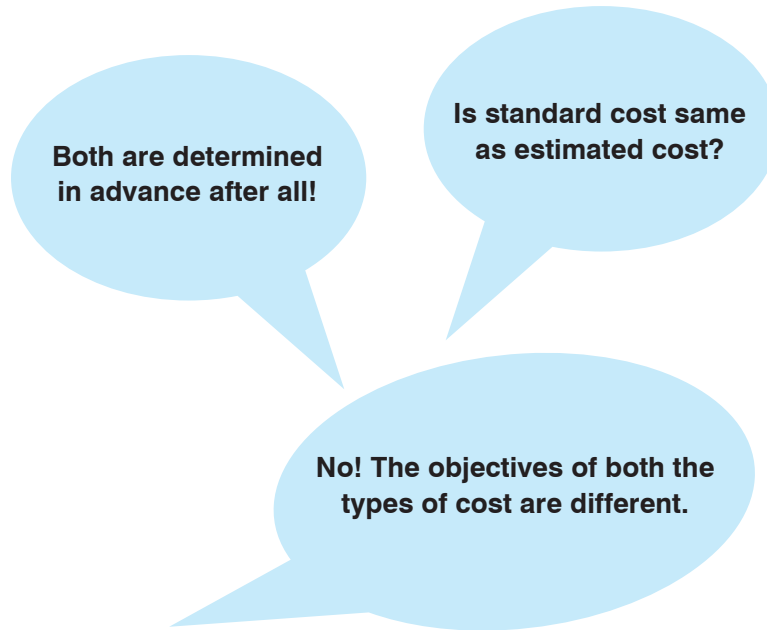 Is standard cost same
as estimated cost?
Both are determined
in advance after all!
No! The objectives of both the
types of cost are different.